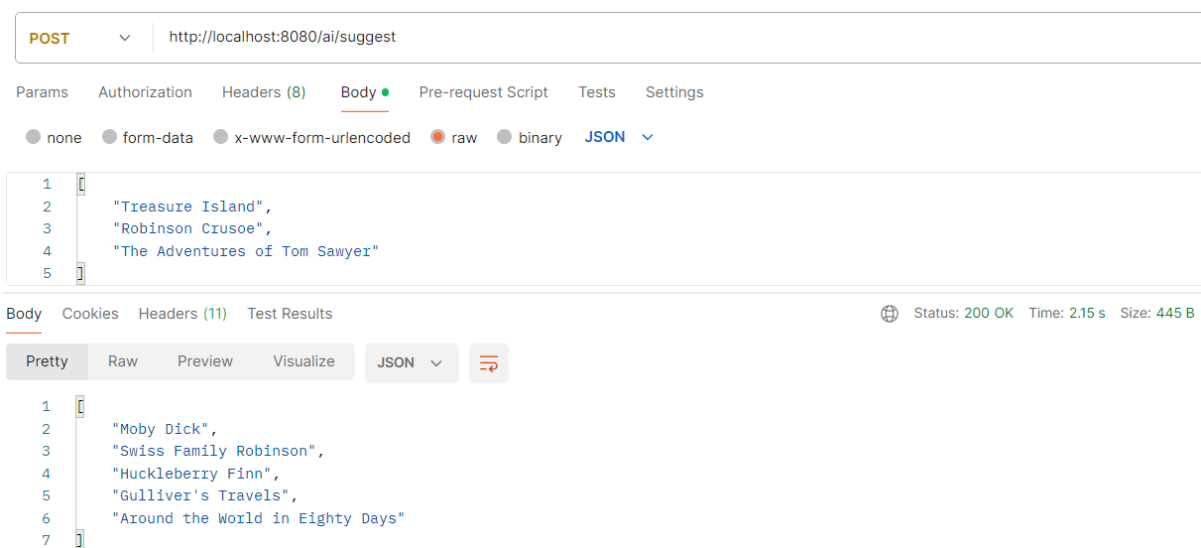 POST http://localhost:8080/ai/suggest
Params Authorization Headers (8) Body Pre-request Script Tests Settings
none form-data x-www-form-urlencoded raw binary JSON
1 [
2 "Treasure Island",
3 "Robinson Crusoe",
4 "The Adventures of Tom Sawyer"
5 ]
Body Cookies Headers (11) Test Results Status: 200 OK Time: 2.15 s Size: 445 B
Pretty Raw Preview Visualize JSON
1 [
2 "Moby Dick",
3 "Swiss Family Robinson",
4 "Huckleberry Finn",
5 "Gulliver's Travels",
6 "Around the World in Eighty Days"
7 ]